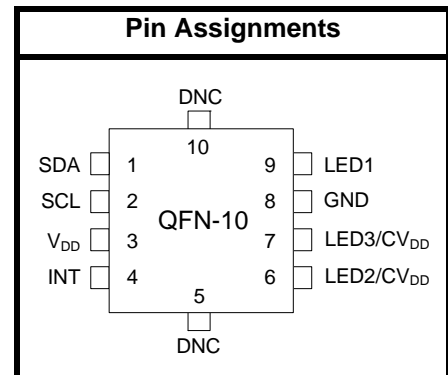 Pin Assignments
DNC
10
SDA 1 9 LED1
SCL 2 8 GND
QFN-10
VDD 3 7 LED3/CVDD
INT 4 6 LED2/CVDD
5
DNC